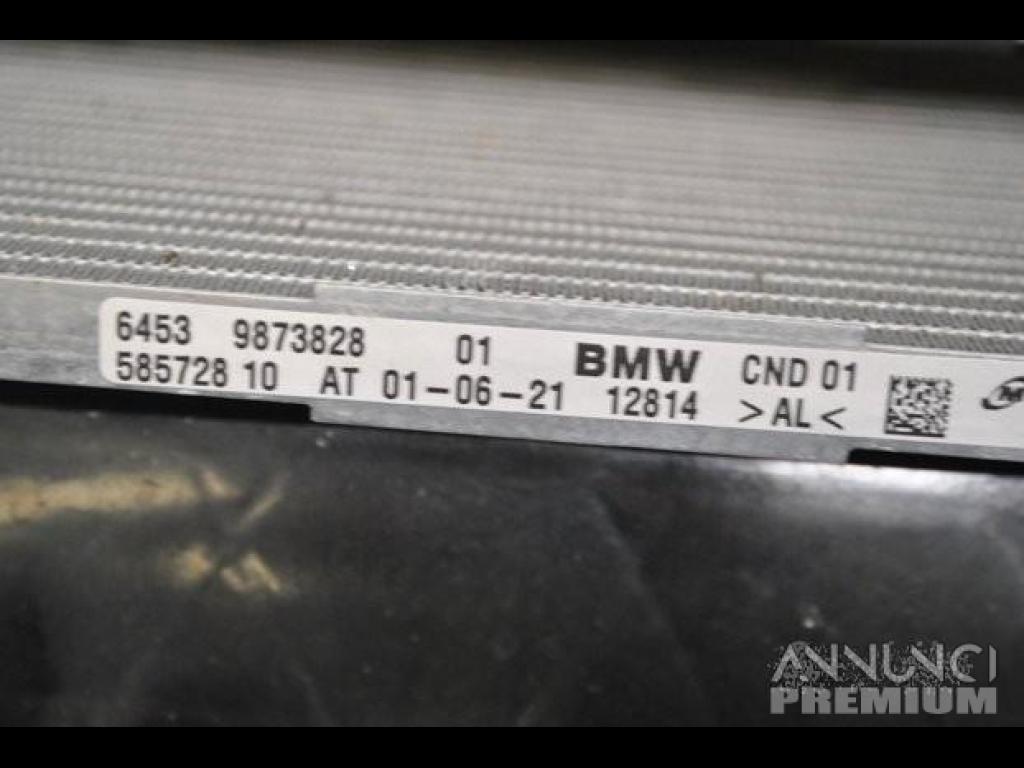 6453 9873828 01 BMW CND 01
585728 10 AT 01-06-21 12814 >AL<
ANNUNCI
PREMIUM